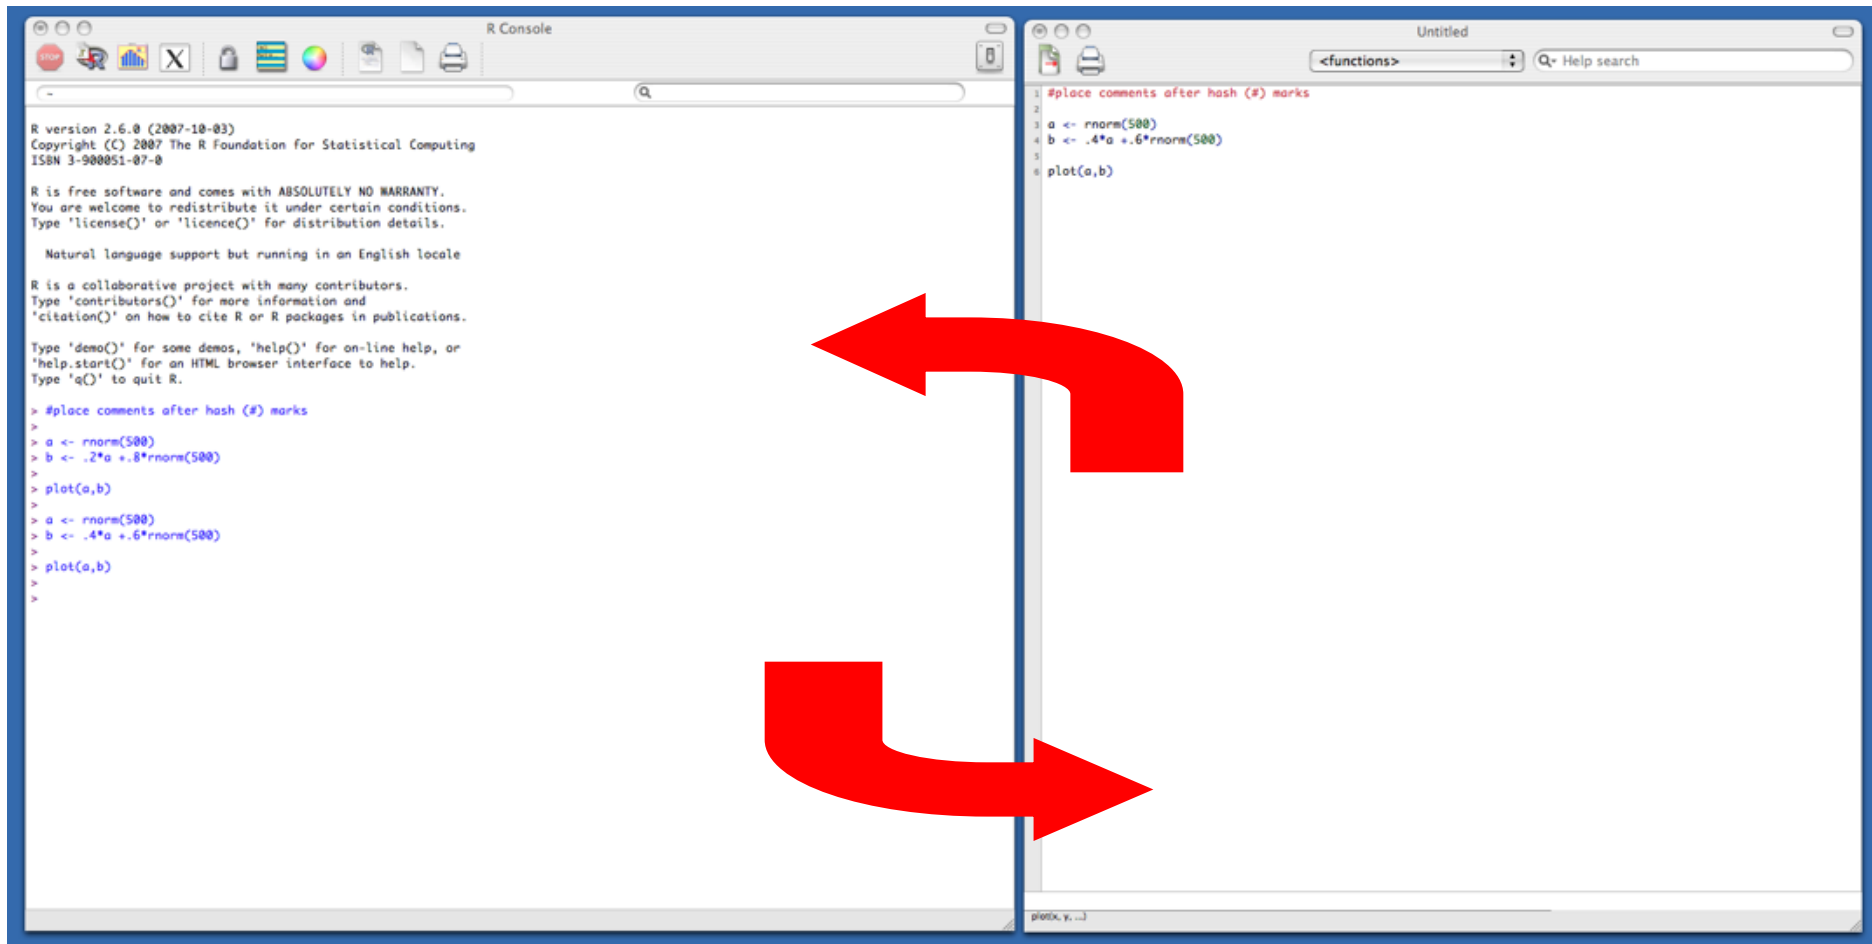 R Console
STOP
R
X
~
R version 2.6.0 (2007-10-03)
Copyright (C) 2007 The R Foundation for Statistical Computing
ISBN 3-900051-07-0
R is free software and comes with ABSOLUTELY NO WARRANTY.
You are welcome to redistribute it under certain conditions.
Type 'license()' or 'licence()' for distribution details.
Natural language support but running in an English locale
R is a collaborative project with many contributors.
Type 'contributors()' for more information and
'citation()' on how to cite R or R packages in publications.
Type 'demo()' for some demos, 'help()' for on-line help, or
'help.start()' for an HTML browser interface to help.
Type 'q()' to quit R.
> #place comments after hash (#) marks
>
> a <- rnorm(500)
> b <- .2*a +.8*rnorm(500)
>
> plot(a,b)
>
> a <- rnorm(500)
> b <- .4*a +.6*rnorm(500)
>
> plot(a,b)
>
>
Untitled
<functions>
Help search
1 #place comments after hash (#) marks
2
3 a <- rnorm(500)
4 b <- .4*a +.6*rnorm(500)
5
6 plot(a,b)
plot(x, y, ...)